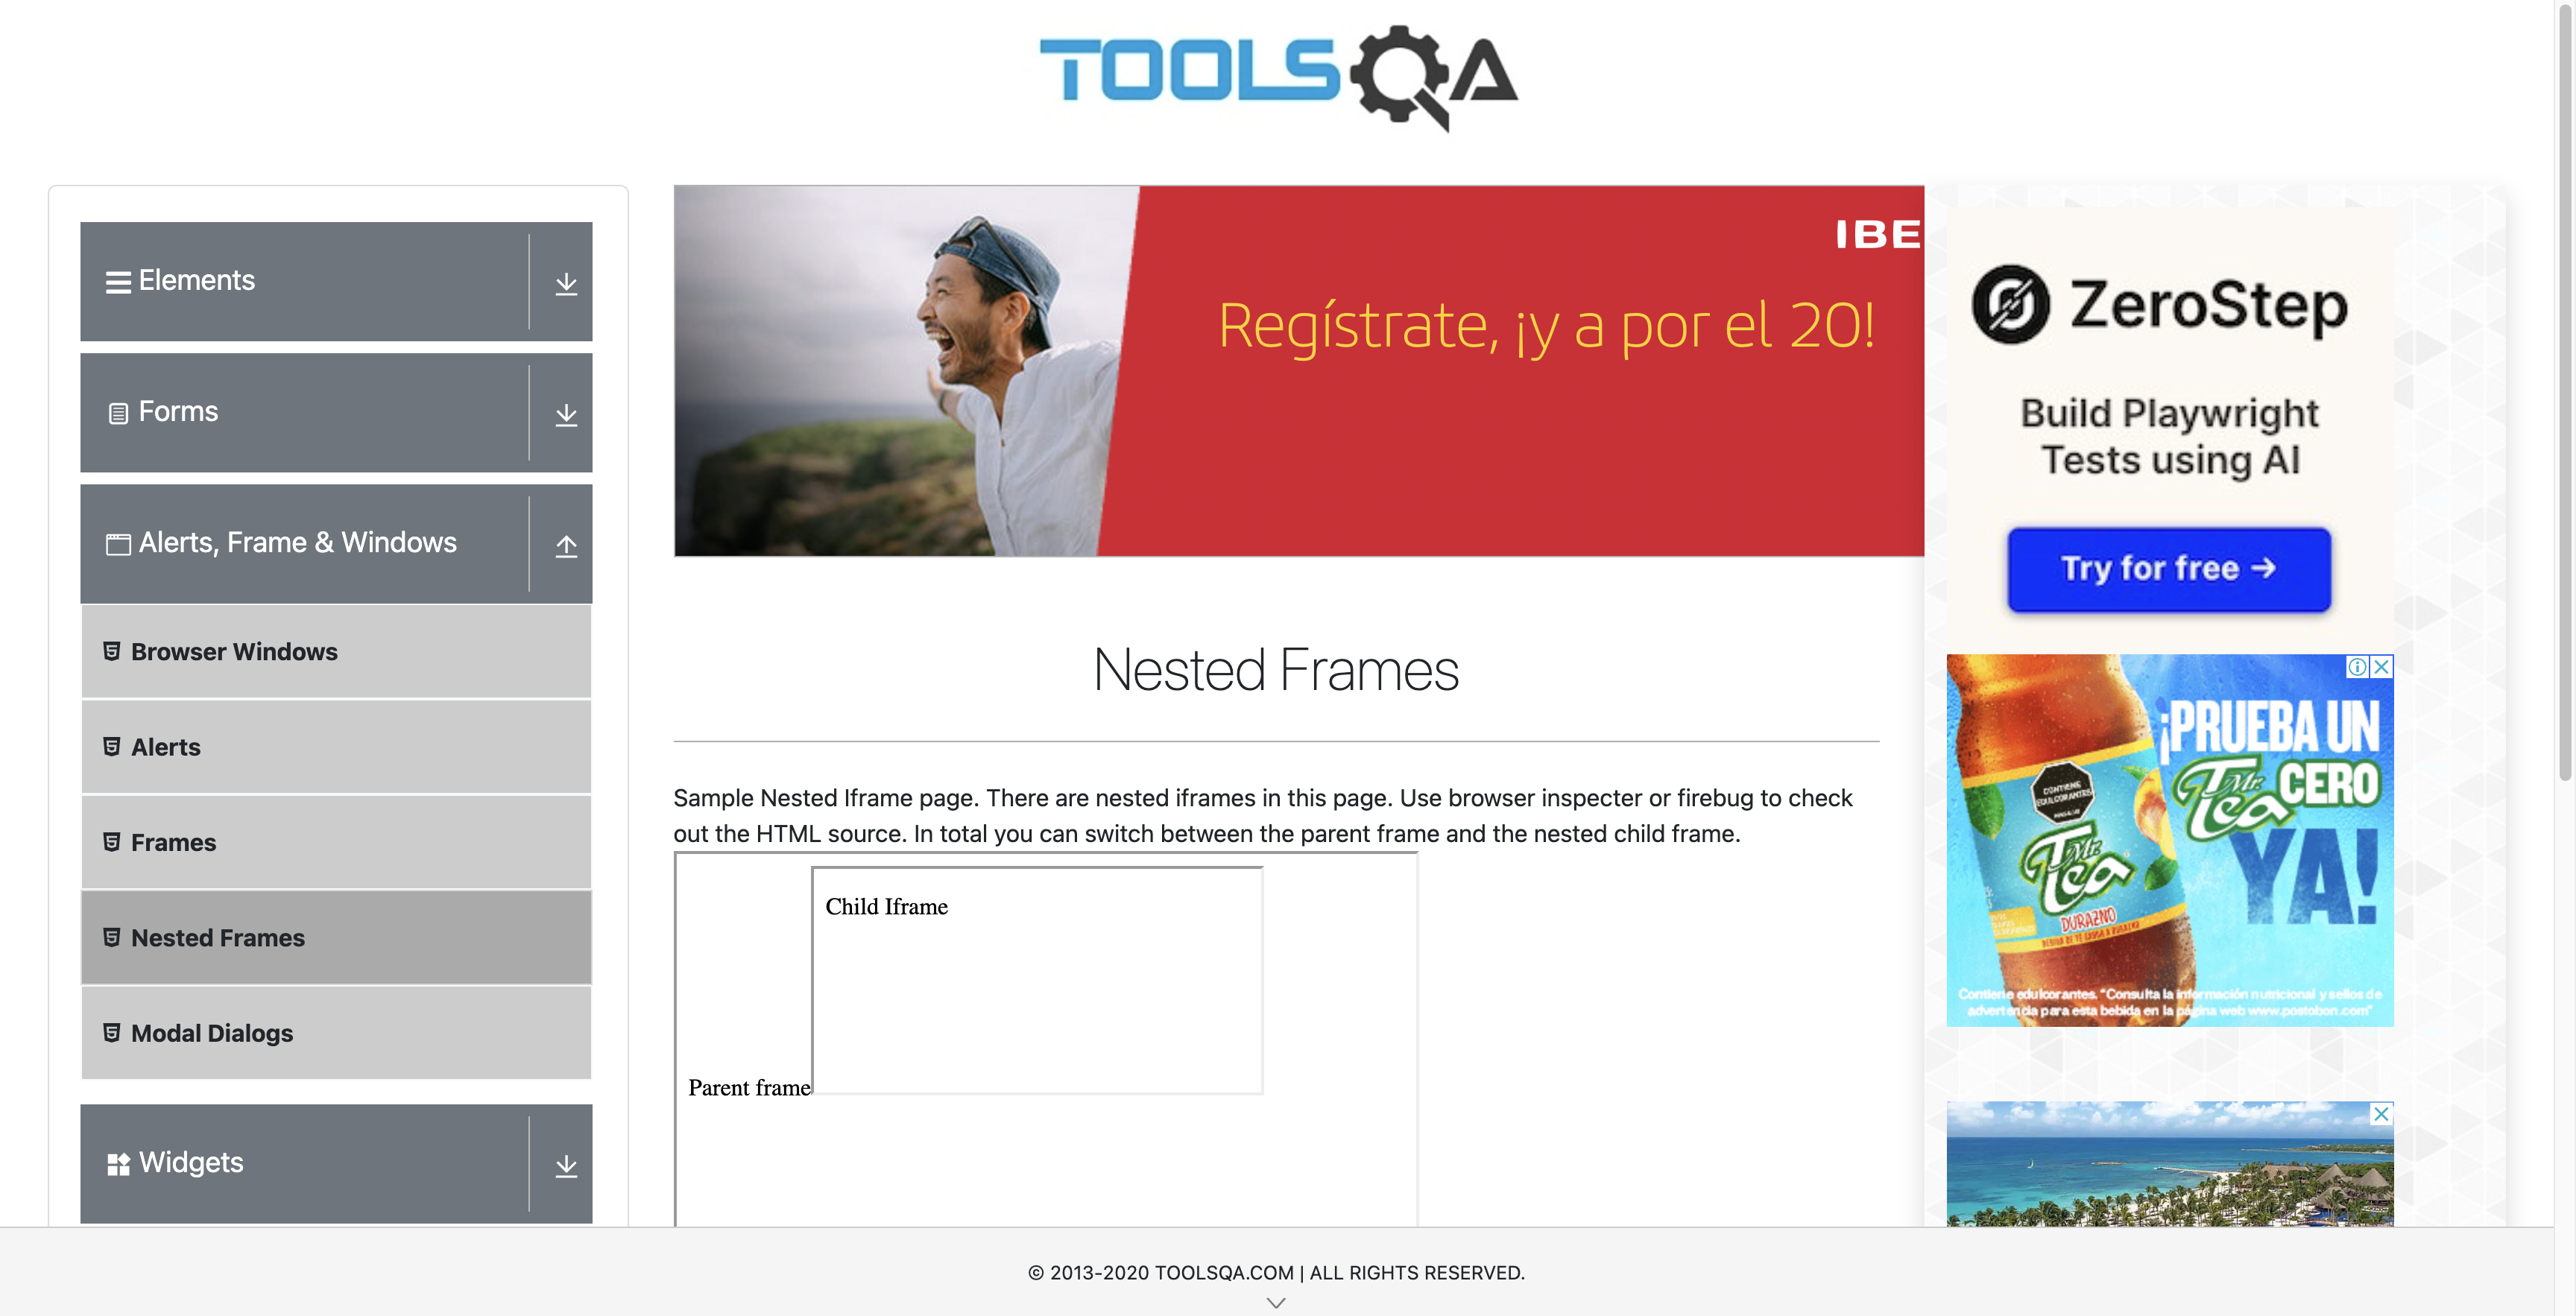 TOOLSQA
Elements
Forms
Alerts, Frame & Windows
Browser Windows
Alerts
Frames
Nested Frames
Modal Dialogs
Widgets
IBE
Regístrate, ¡y a por el 20!
Nested Frames
Sample Nested Iframe page. There are nested iframes in this page. Use browser inspecter or firebug to check
out the HTML source. In total you can switch between the parent frame and the nested child frame.
Child Iframe
Parent frame
ZeroStep
Build Playwright
Tests using AI
Try for free →
¡PRUEBA UN
Mr. Tea CERO
YA!
CONTIENE
EDULCORANTES
Mr. Tea
DURAZNO
Contiene edulcorantes. "Consulta la información nutricional y sellos de
advertencia para esta bebida en la página web www.postobon.com"
© 2013-2020 TOOLSQA.COM | ALL RIGHTS RESERVED.